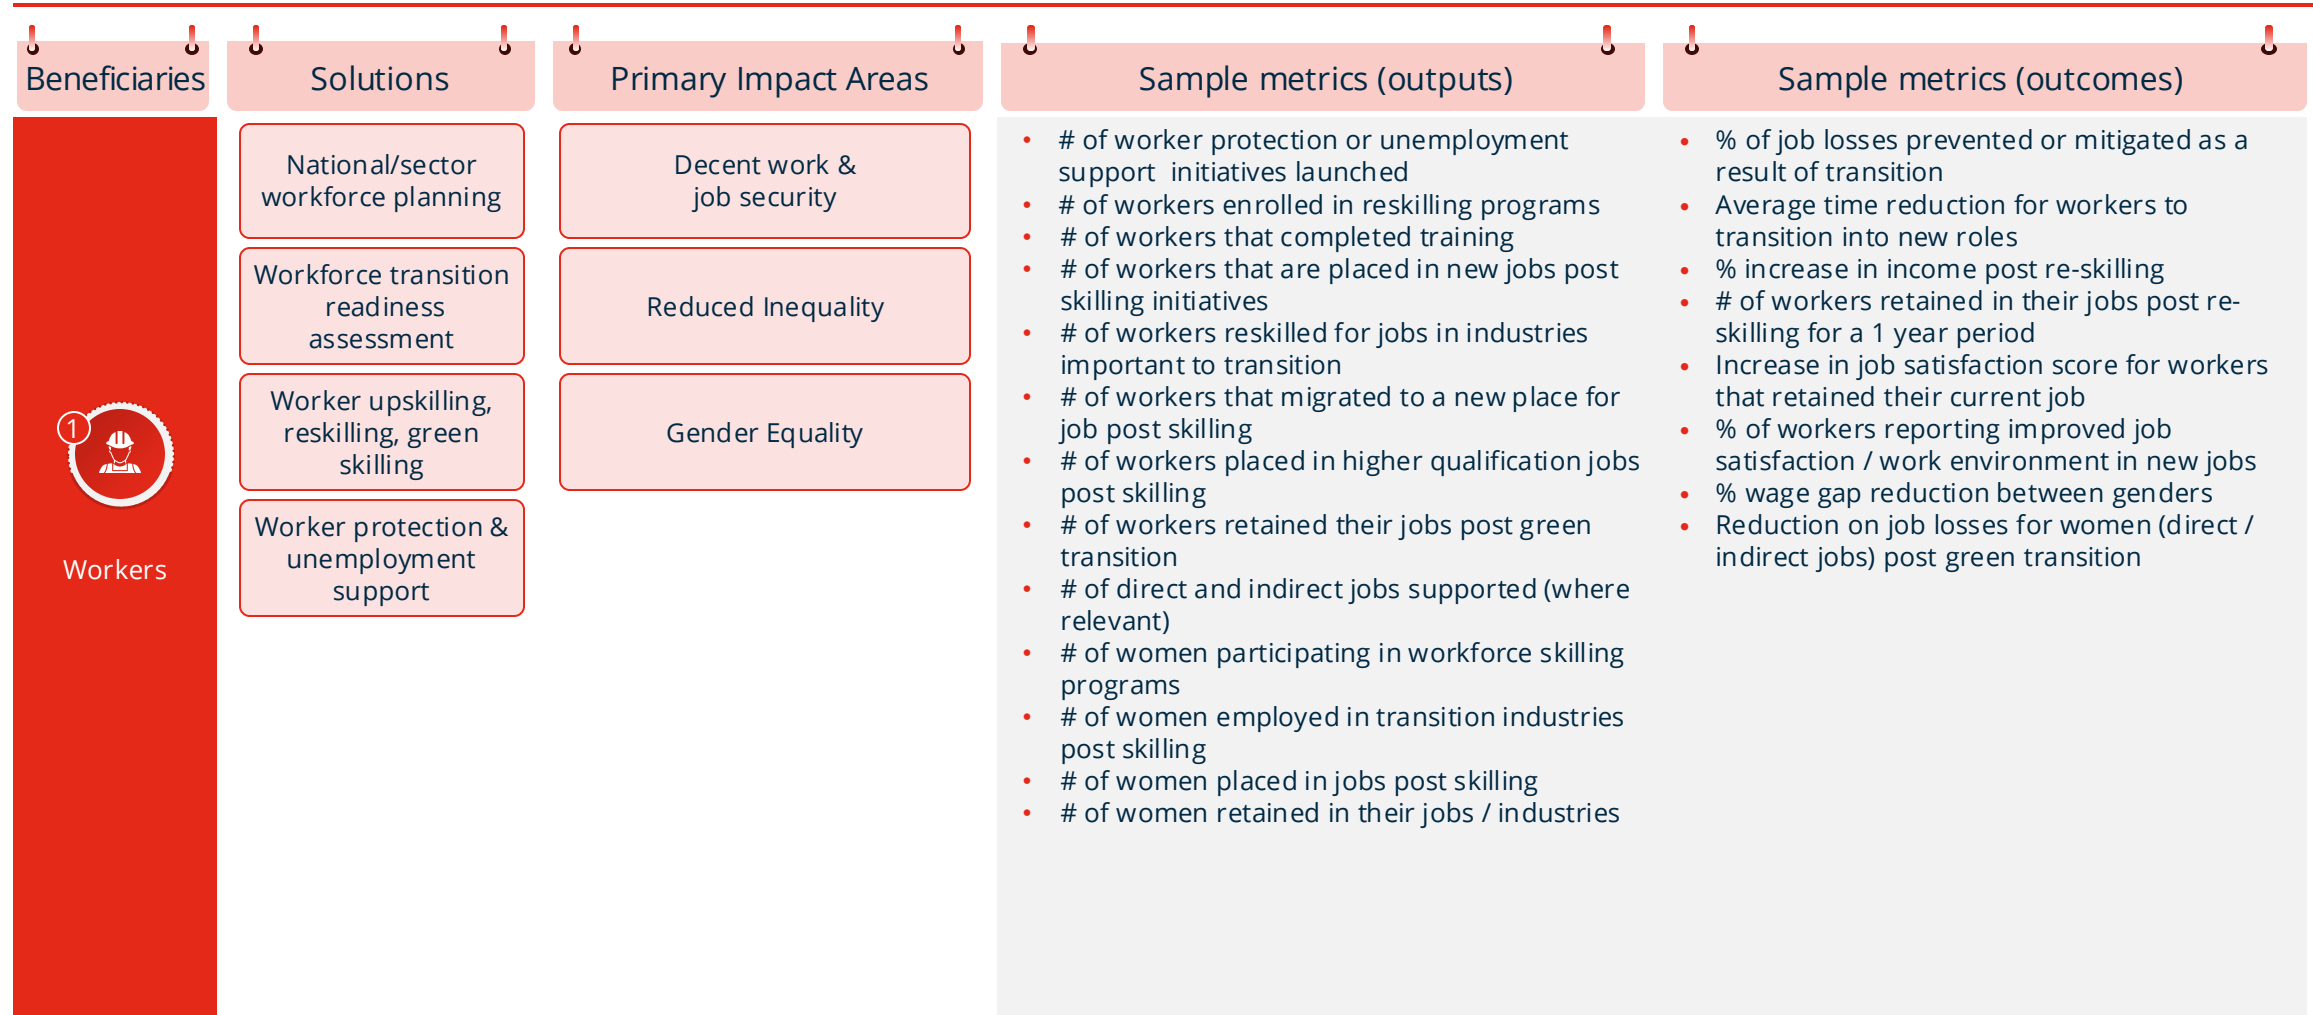 Beneficiaries
Solutions
Primary Impact Areas
Sample metrics (outputs)
Sample metrics (outcomes)
1
Workers
National/sector
workforce planning
Workforce transition
readiness
assessment
Worker upskilling,
reskilling, green
skilling
Worker protection &
unemployment
support
Decent work &
job security
Reduced Inequality
Gender Equality
• # of worker protection or unemployment
support initiatives launched
• # of workers enrolled in reskilling programs
• # of workers that completed training
• # of workers that are placed in new jobs post
skilling initiatives
• # of workers reskilled for jobs in industries
important to transition
• # of workers that migrated to a new place for
job post skilling
• # of workers placed in higher qualification jobs
post skilling
• # of workers retained their jobs post green
transition
• # of direct and indirect jobs supported (where
relevant)
• # of women participating in workforce skilling
programs
• # of women employed in transition industries
post skilling
• # of women placed in jobs post skilling
• # of women retained in their jobs / industries
• % of job losses prevented or mitigated as a
result of transition
• Average time reduction for workers to
transition into new roles
• % increase in income post re-skilling
• # of workers retained in their jobs post re-
skilling for a 1 year period
• Increase in job satisfaction score for workers
that retained their current job
• % of workers reporting improved job
satisfaction / work environment in new jobs
• % wage gap reduction between genders
• Reduction on job losses for women (direct /
indirect jobs) post green transition